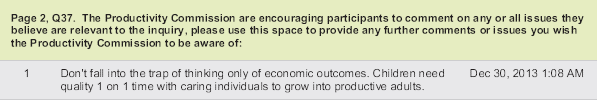 Page 2, Q37. The Productivity Commission are encouraging participants to comment on any or all issues they
believe are relevant to the inquiry, please use this space to provide any further comments or issues you wish
the Productivity Commission to be aware of:
1 Don't fall into the trap of thinking only of economic outcomes. Children need Dec 30, 2013 1:08 AM
quality 1 on 1 time with caring individuals to grow into productive adults.